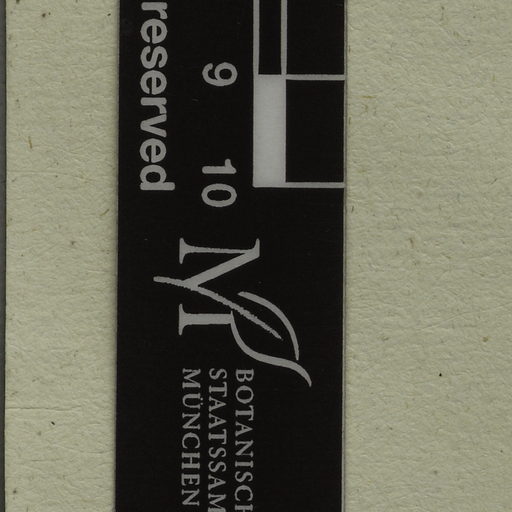 reserved
9 10
M
BOTANISCH
STAATSSAM
MÜNCHEN